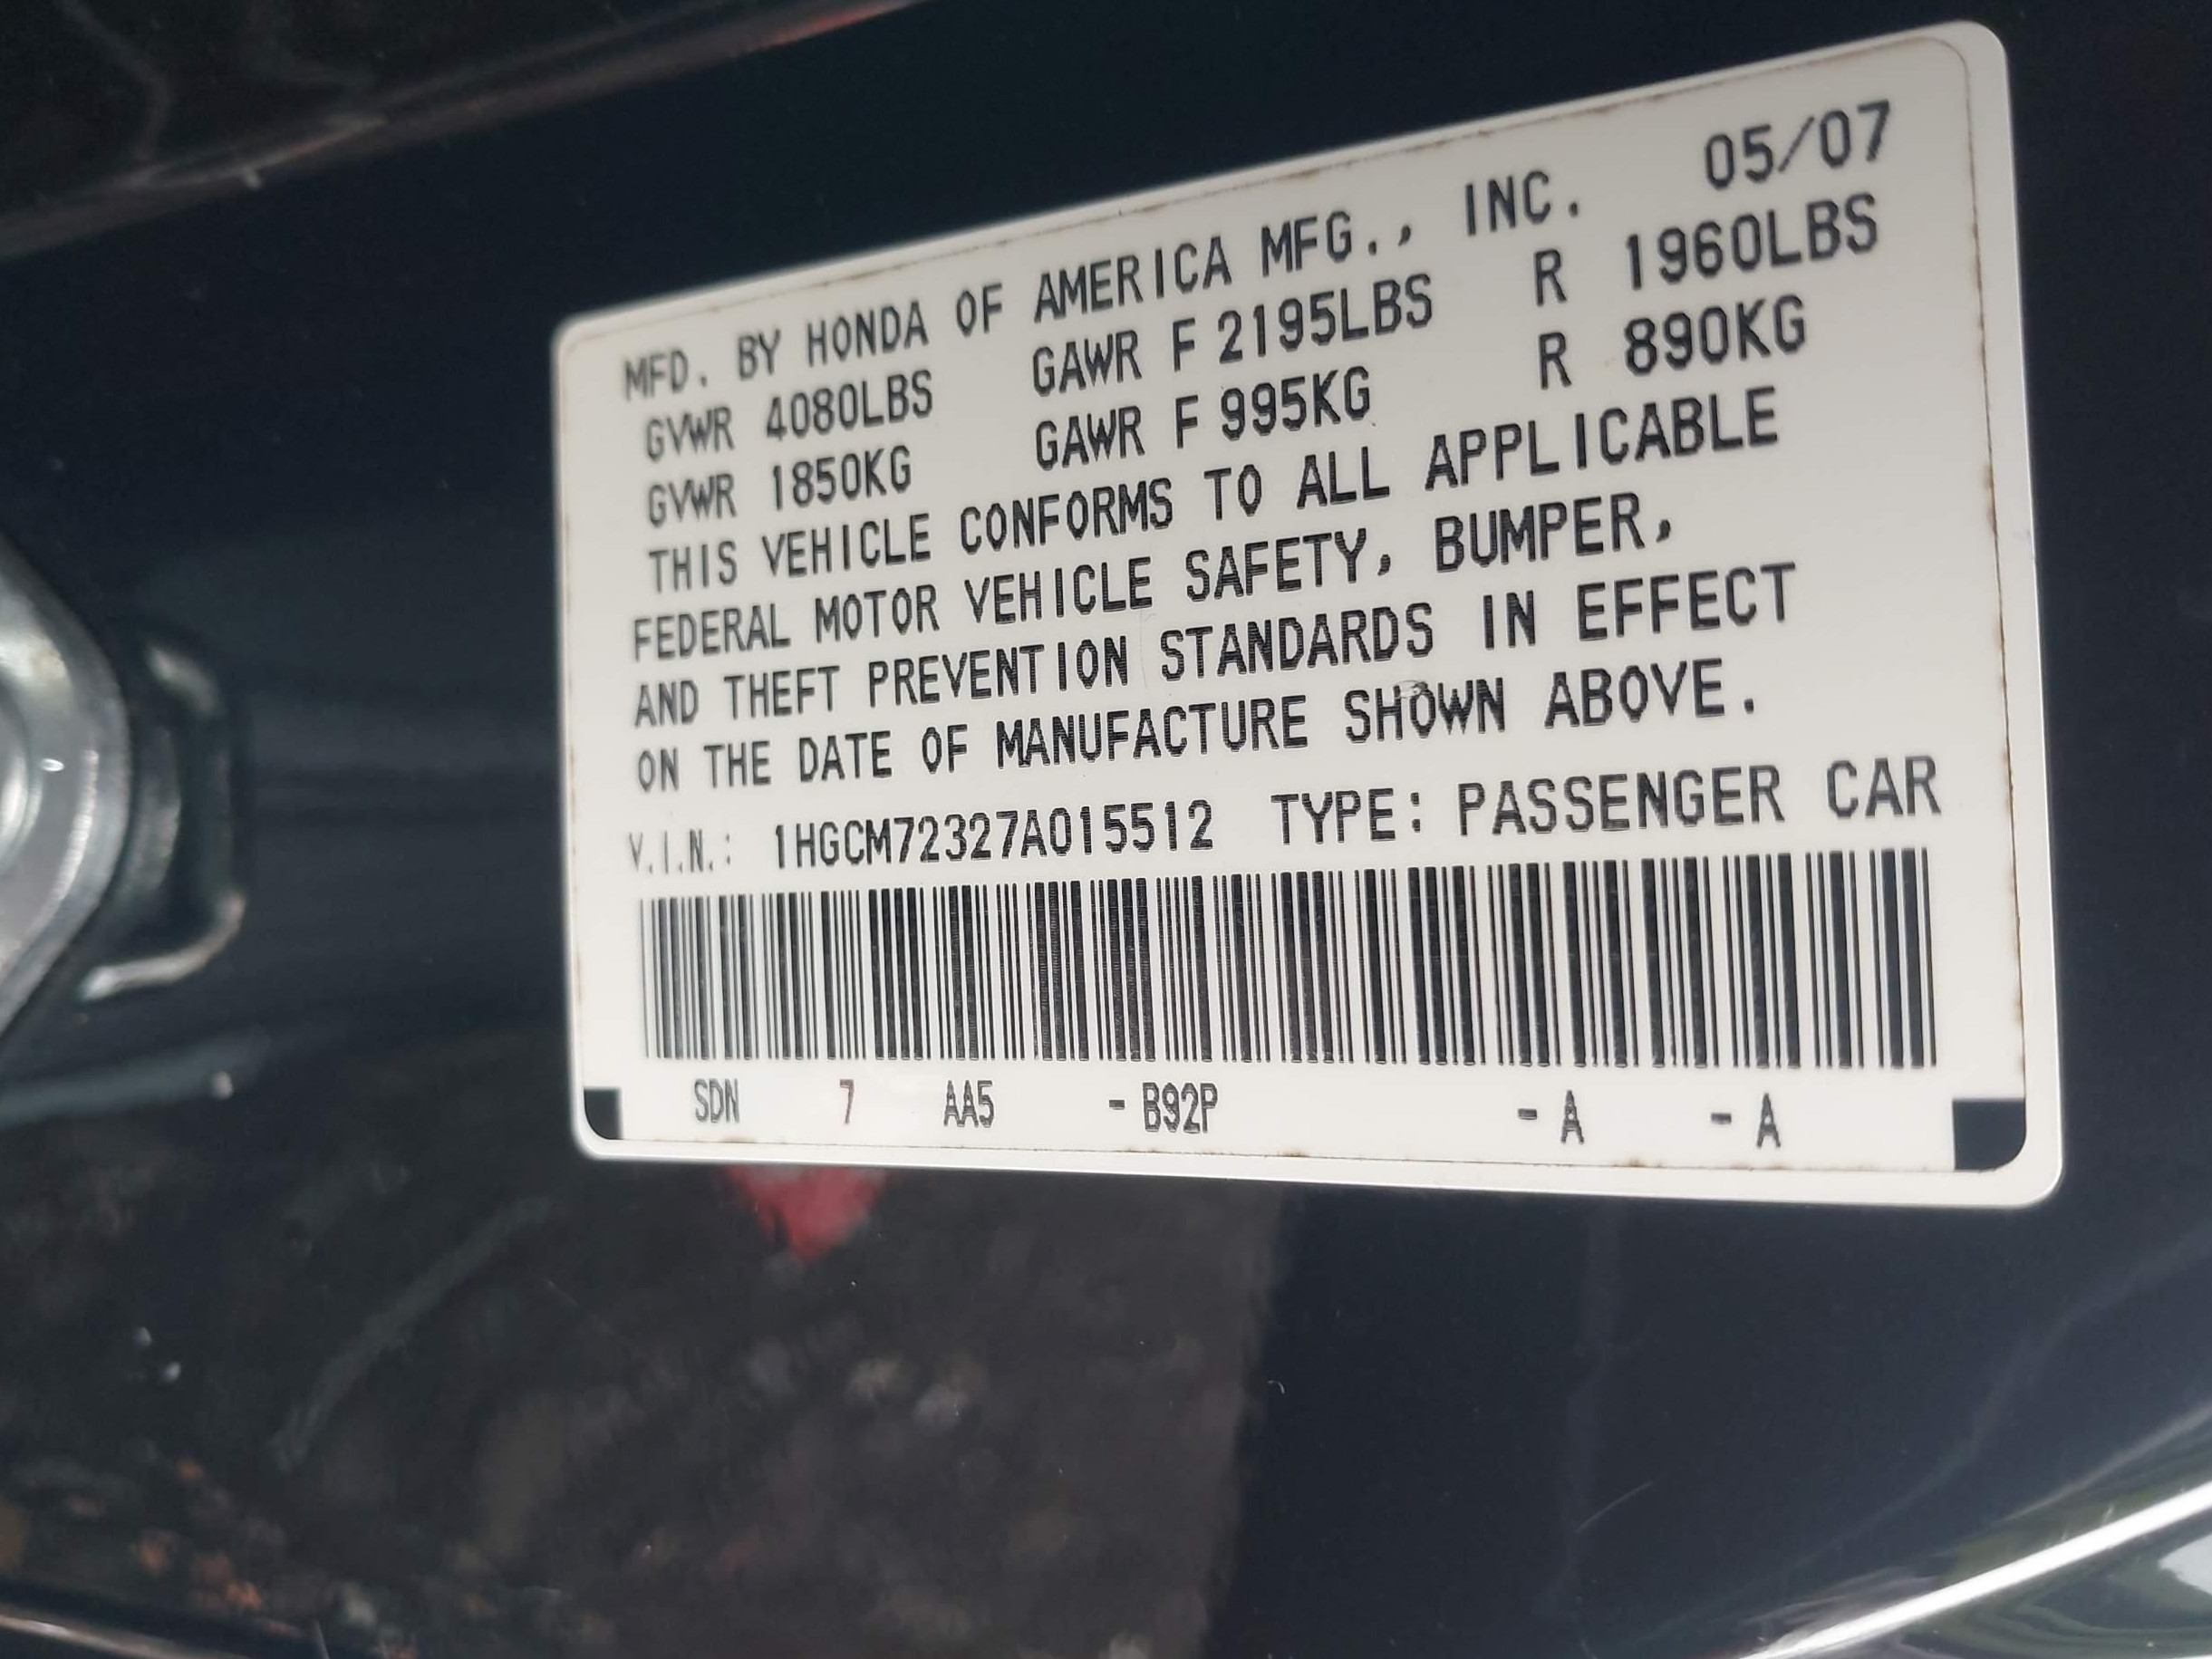 MFD. BY HONDA OF AMERICA MFG., INC. 05/07
GVWR 4080LBS GAWR F 2195LBS R 1960LBS
GVWR 1850KG GAWR F 995KG R 890KG
THIS VEHICLE CONFORMS TO ALL APPLICABLE
FEDERAL MOTOR VEHICLE SAFETY, BUMPER,
AND THEFT PREVENTION STANDARDS IN EFFECT
ON THE DATE OF MANUFACTURE SHOWN ABOVE.
V.I.N.: 1HGCM72327A015512 TYPE: PASSENGER CAR
SDN 7 AA5 - B92P - A - A